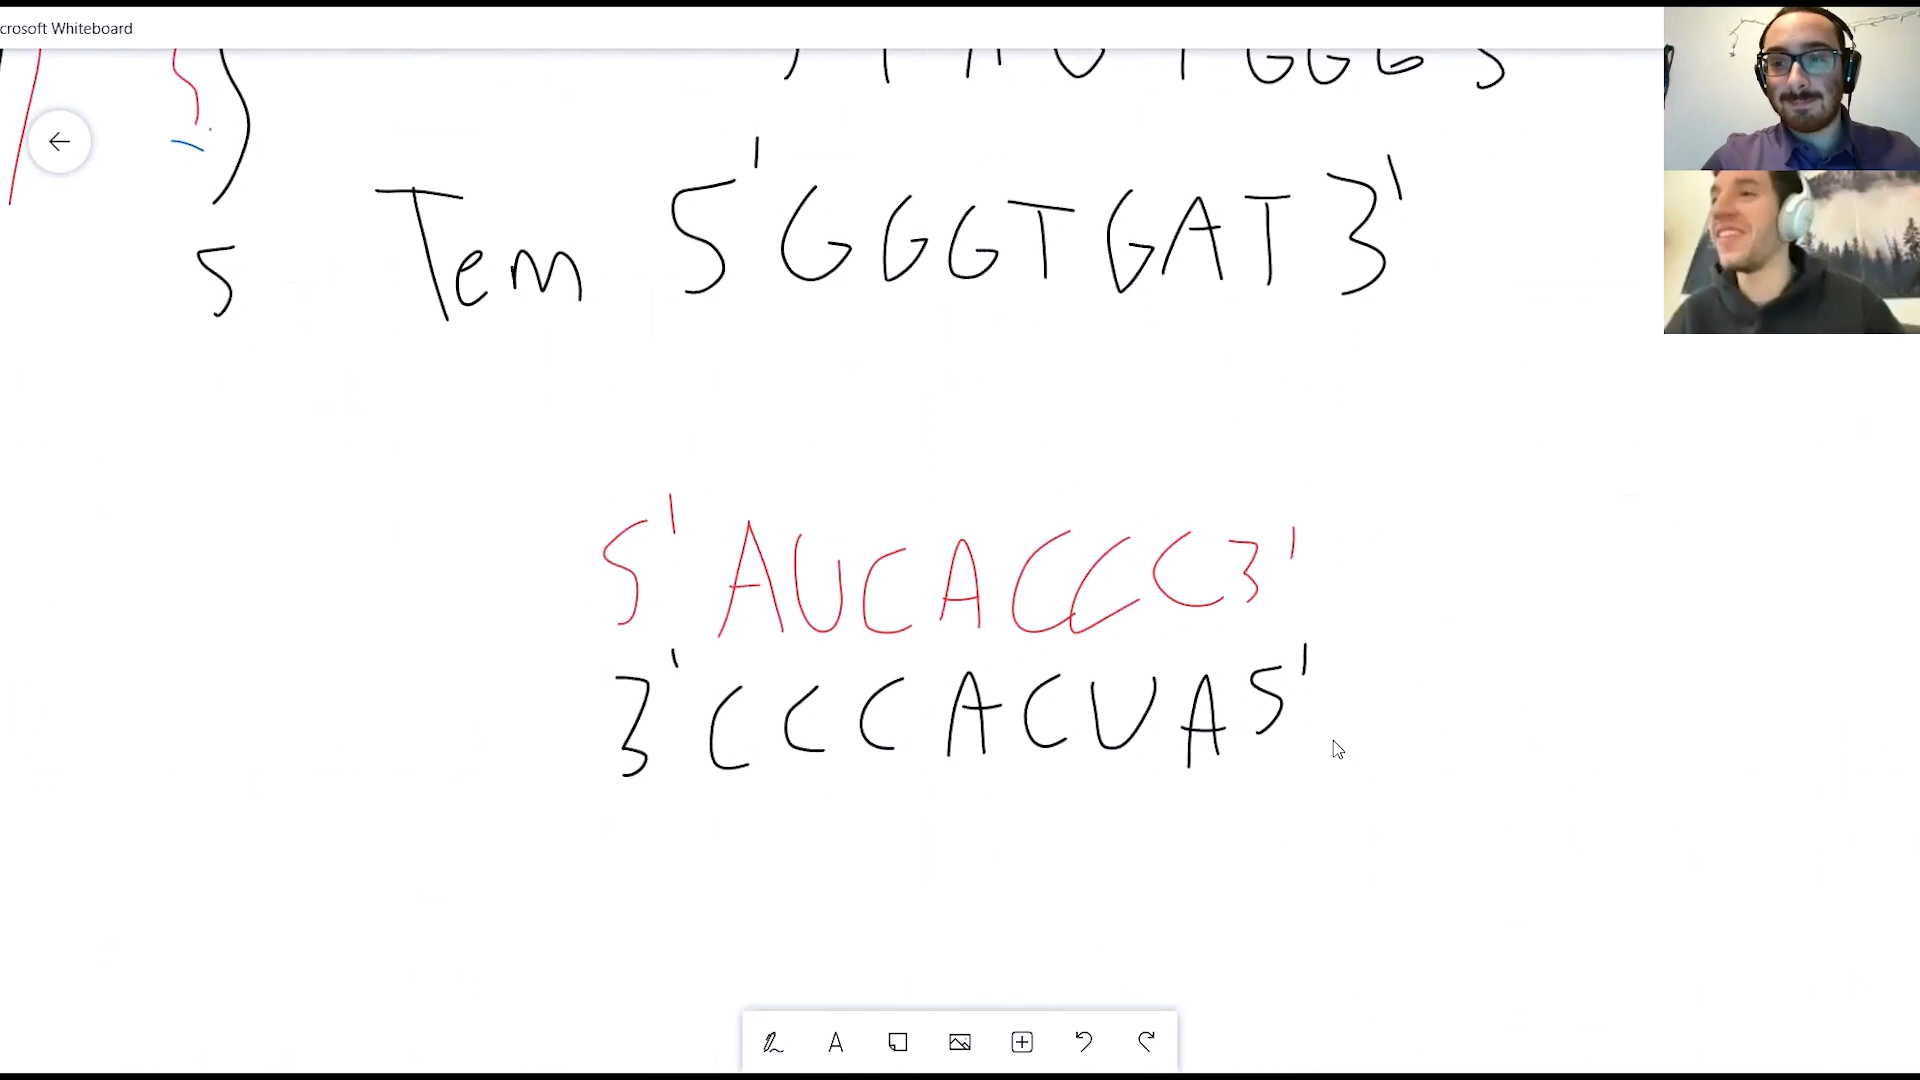 crosoft Whiteboard
5
Tem 5' GGGTGAT 3'
5' AUCACCC 3'
3' CCCACUA 5'